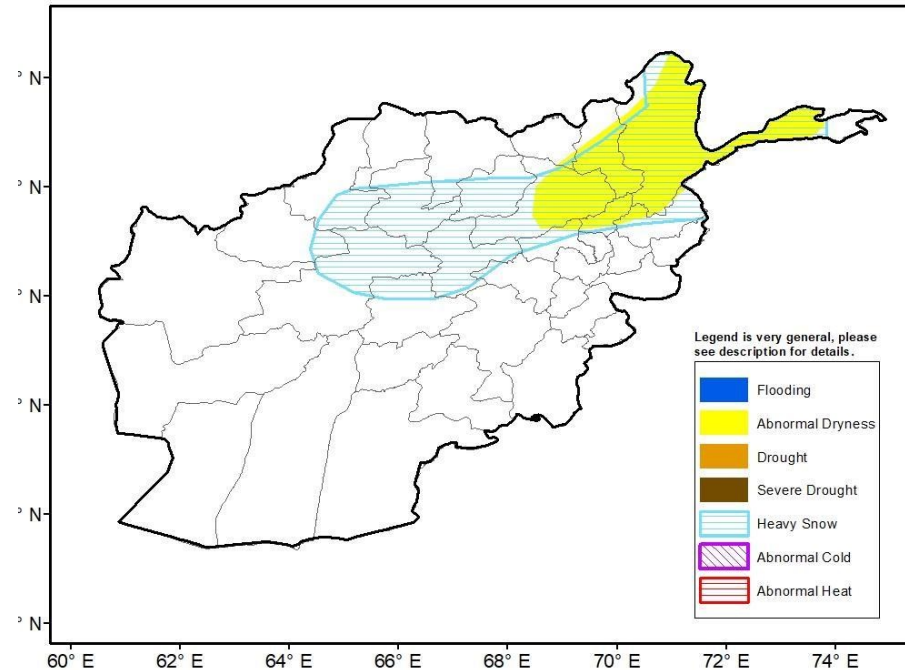 ° N
° N
° N
° N
° N
° N
Legend is very general, please
see description for details.
Flooding
Abnormal Dryness
Drought
Severe Drought
Heavy Snow
Abnormal Cold
Abnormal Heat
60° E 62° E 64° E 66° E 68° E 70° E 72° E 74° E